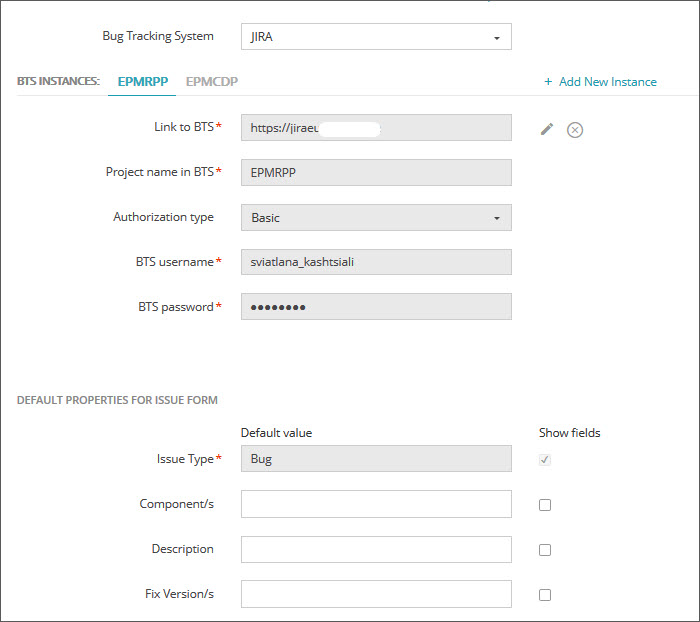 Bug Tracking System JIRA
BTS INSTANCES: EPMRPP EPMCDP + Add New Instance
Link to BTS* https://jiraeu
Project name in BTS* EPMRPP
Authorization type Basic
BTS username* sviatlana_kashtsiali
BTS password* ●●●●●●●●
DEFAULT PROPERTIES FOR ISSUE FORM
Default value Show fields
Issue Type* Bug
Component/s
Description
Fix Version/s